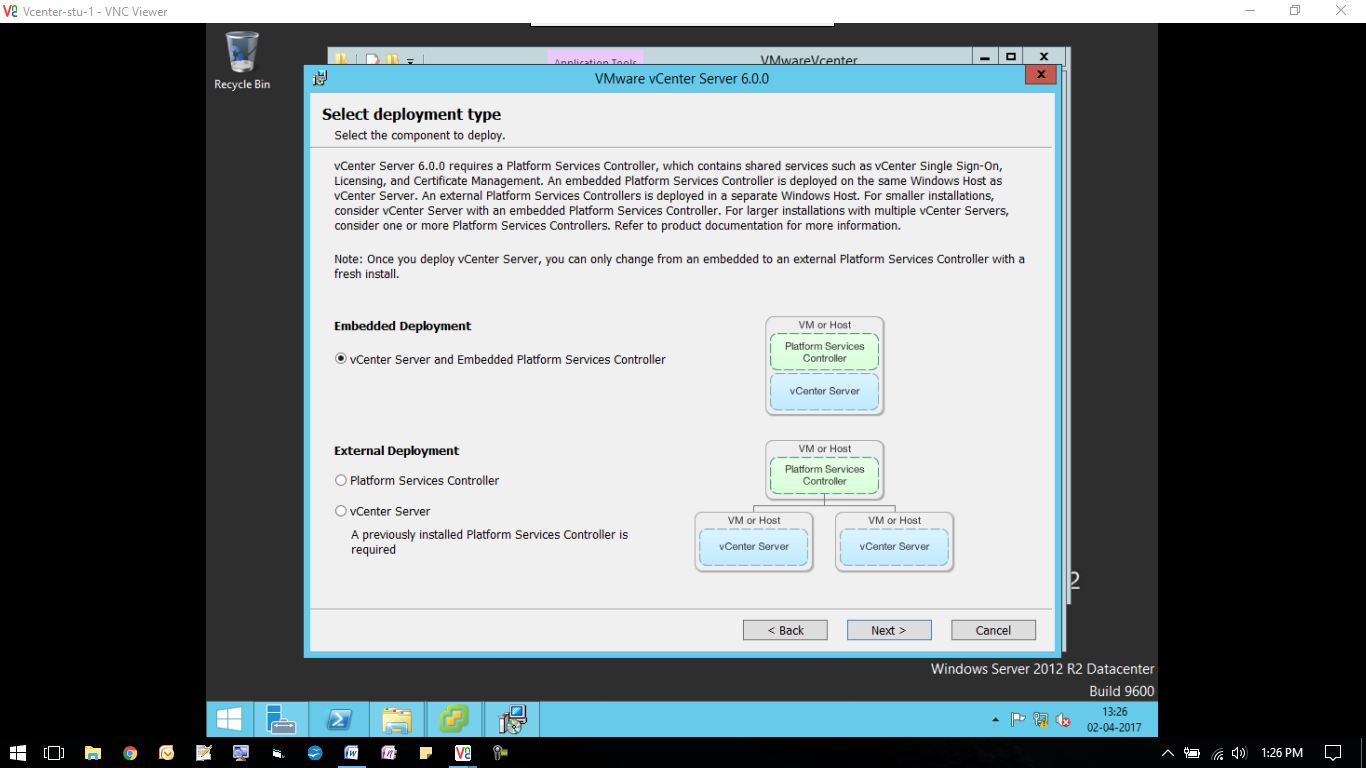 Vcenter-stu-1 - VNC Viewer
Recycle Bin
Application Tools
VMwareVcenter
VMware vCenter Server 6.0.0
Select deployment type
Select the component to deploy.
vCenter Server 6.0.0 requires a Platform Services Controller, which contains shared services such as vCenter Single Sign-On,
Licensing, and Certificate Management. An embedded Platform Services Controller is deployed on the same Windows Host as
vCenter Server. An external Platform Services Controllers is deployed in a separate Windows Host. For smaller installations,
consider vCenter Server with an embedded Platform Services Controller. For larger installations with multiple vCenter Servers,
consider one or more Platform Services Controllers. Refer to product documentation for more information.
Note: Once you deploy vCenter Server, you can only change from an embedded to an external Platform Services Controller with a
fresh install.
Embedded Deployment
vCenter Server and Embedded Platform Services Controller
VM or Host
Platform Services
Controller
vCenter Server
External Deployment
Platform Services Controller
vCenter Server
A previously installed Platform Services Controller is
required
VM or Host
Platform Services
Controller
VM or Host
vCenter Server
VM or Host
vCenter Server
2
< Back
Next >
Cancel
Windows Server 2012 R2 Datacenter
Build 9600
13:26
02-04-2017
1:26 PM